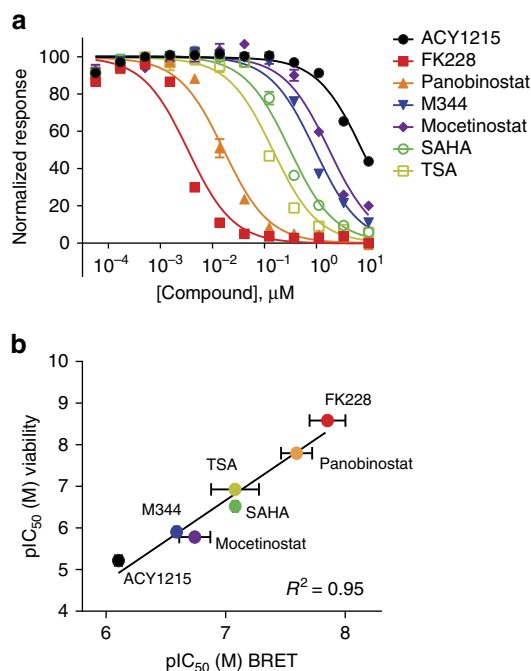 a
120
100
80
60
40
20
0
Normalized response
10⁻⁴ 10⁻³ 10⁻² 10⁻¹ 10⁰ 10¹
[Compound], μM
ACY1215
FK228
Panobinostat
M344
Mocetinostat
SAHA
TSA
b
10
9
8
7
6
5
4
pIC₅₀ (M) viability
FK228
Panobinostat
TSA
SAHA
M344
Mocetinostat
ACY1215
R² = 0.95
6 7 8
pIC₅₀ (M) BRET